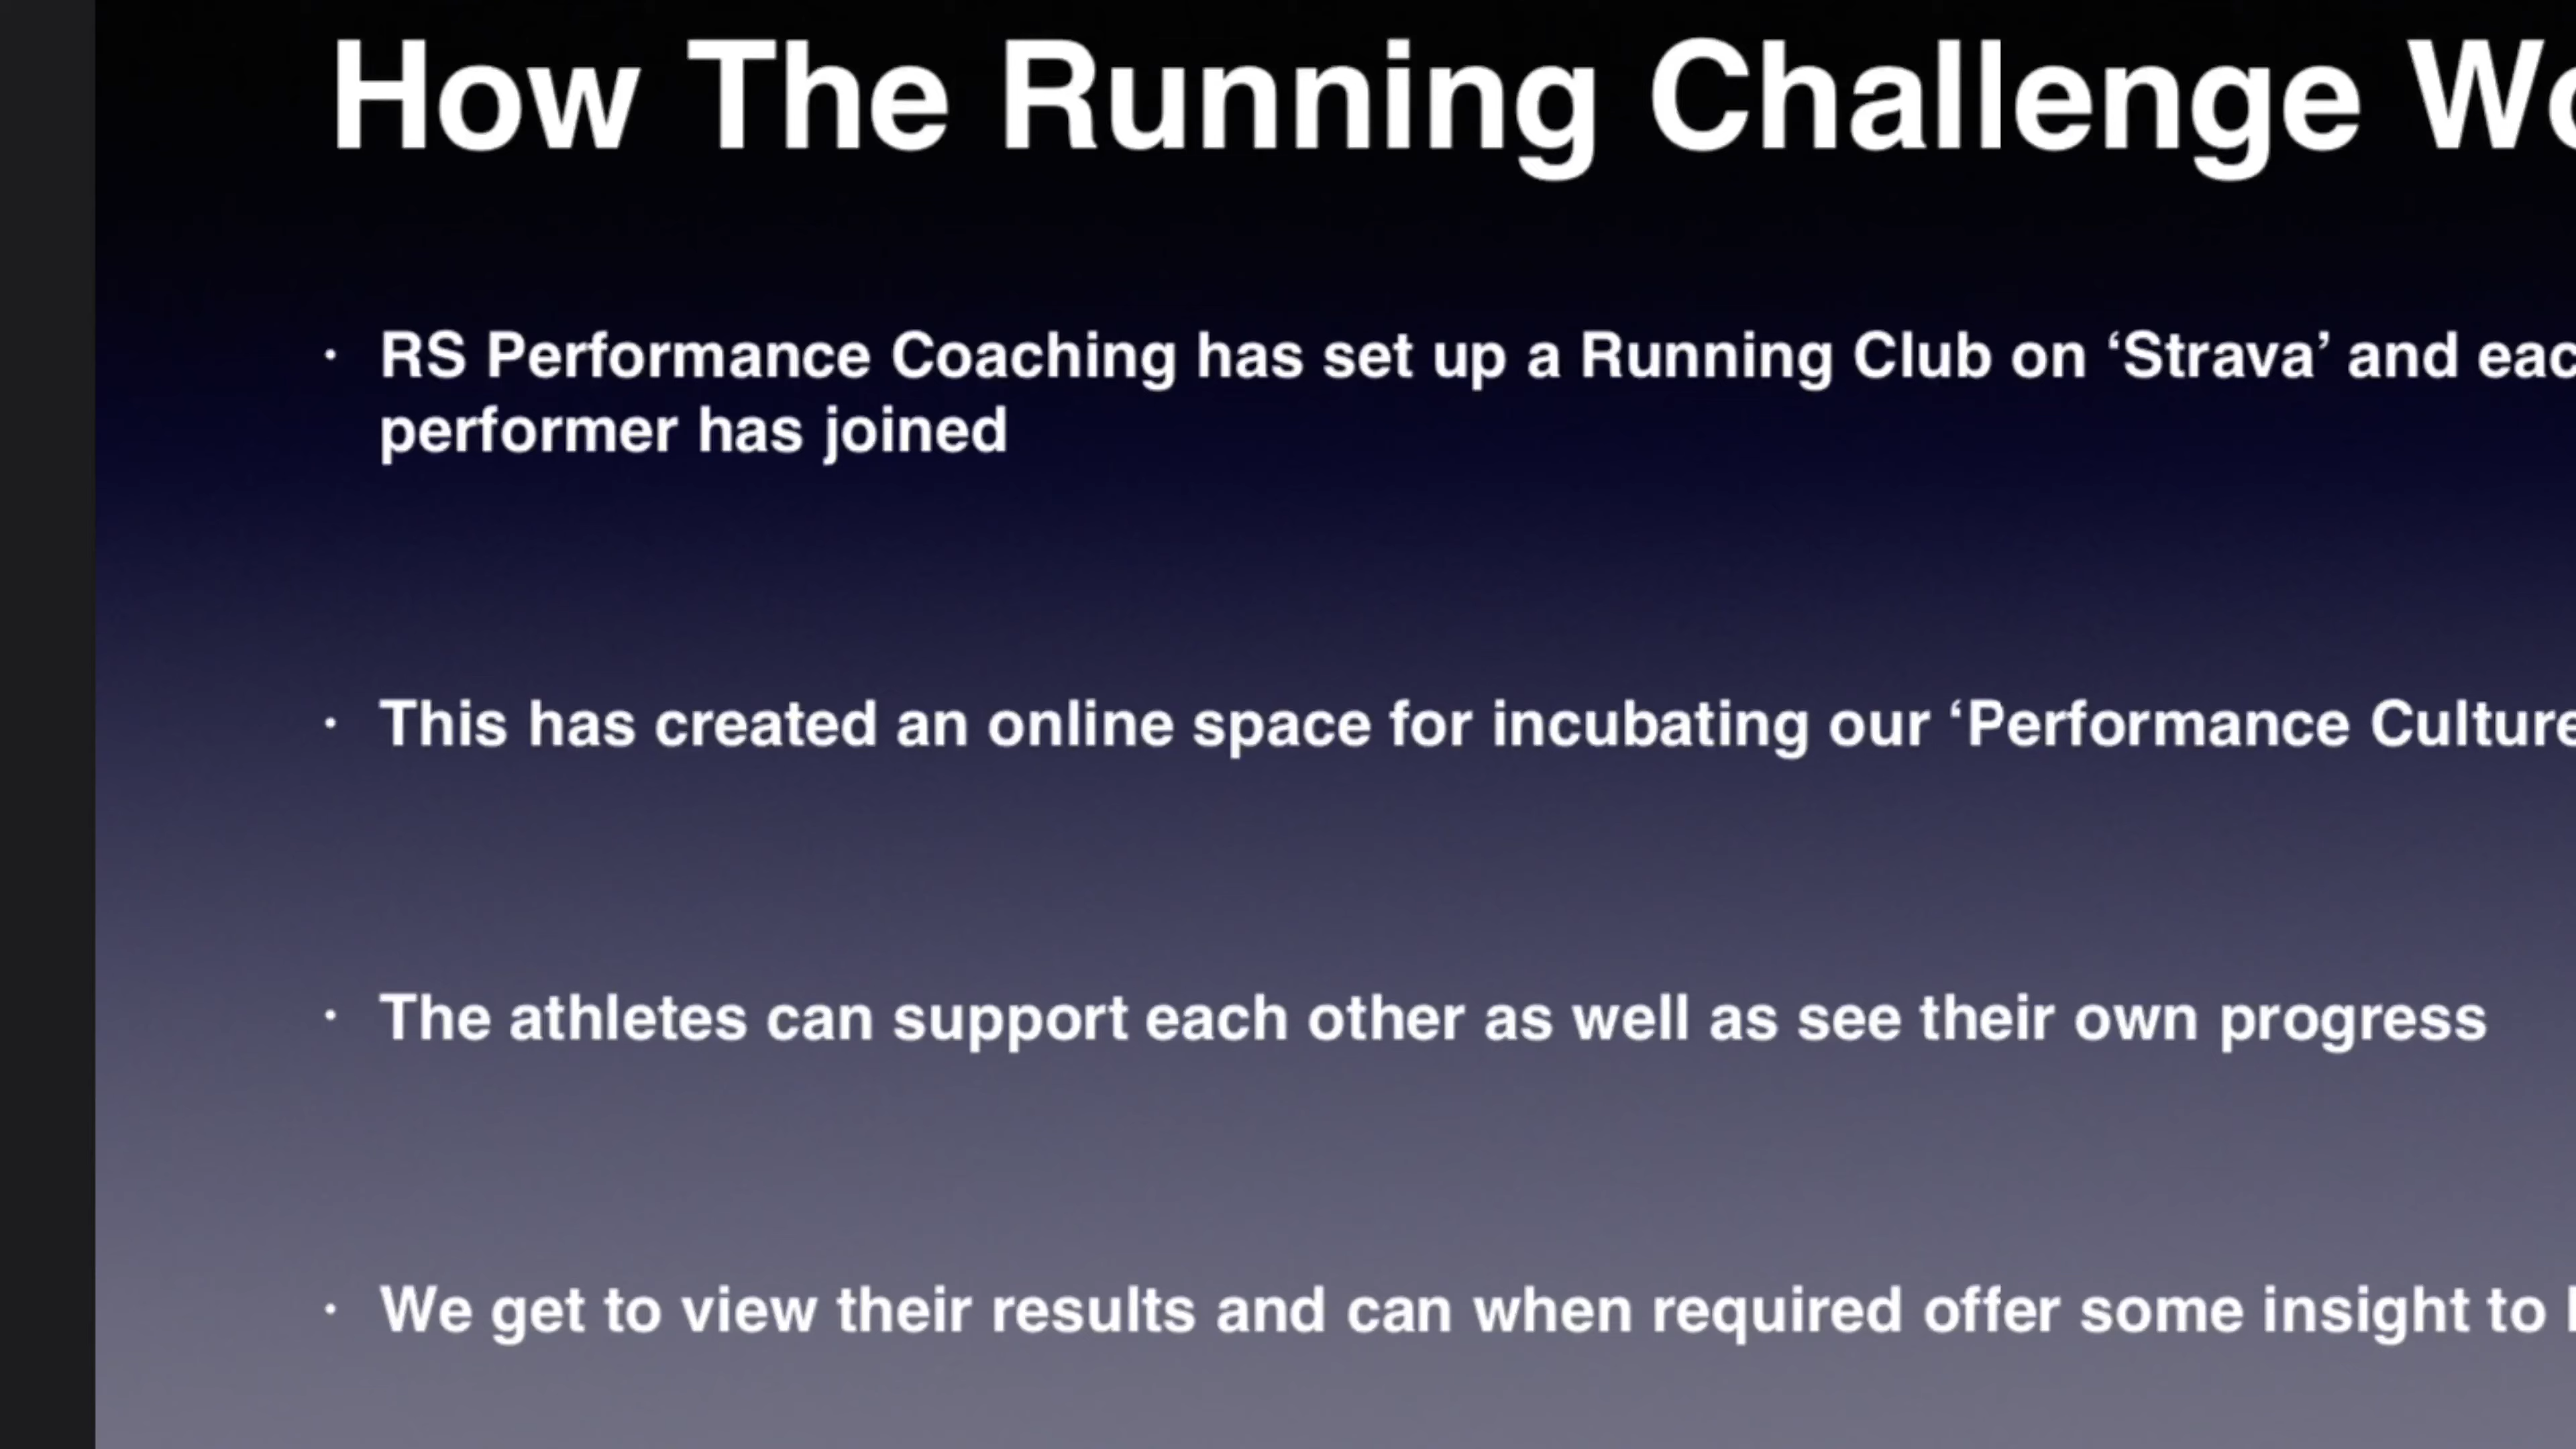 How The Running Challenge
• RS Performance Coaching has set up a Running Club on ‘Strava’ and
performer has joined
• This has created an online space for incubating our ‘Performance Culture
• The athletes can support each other as well as see their own progress
• We get to view their results and can when required offer some insight to